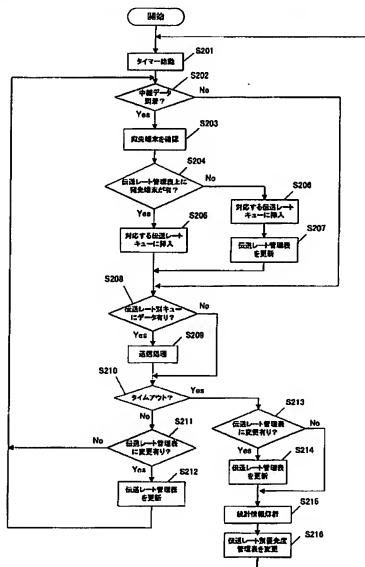 開始
S201
タイマー始動
S202
中継データ
到着?
No
Yes
S203
宛先端末を確認
S204
伝送レート管理表上に
宛先端末が有?
No
Yes
S205
対応する伝送レート
キューに挿入
S206
対応する伝送レート
キューに挿入
S207
伝送レート管理表
を更新
S208
伝送レート別キュー
にデータ有り?
No
Yes
S209
送信処理
S210
タイムアウト?
Yes
No
S211
伝送レート管理表
に変更有り?
No
Yes
S212
伝送レート管理表
を更新
S213
伝送レート管理表
に変更有り?
No
Yes
S214
伝送レート管理表
を更新
S215
統計情報解析
S216
伝送レート別優先度
管理表を変更